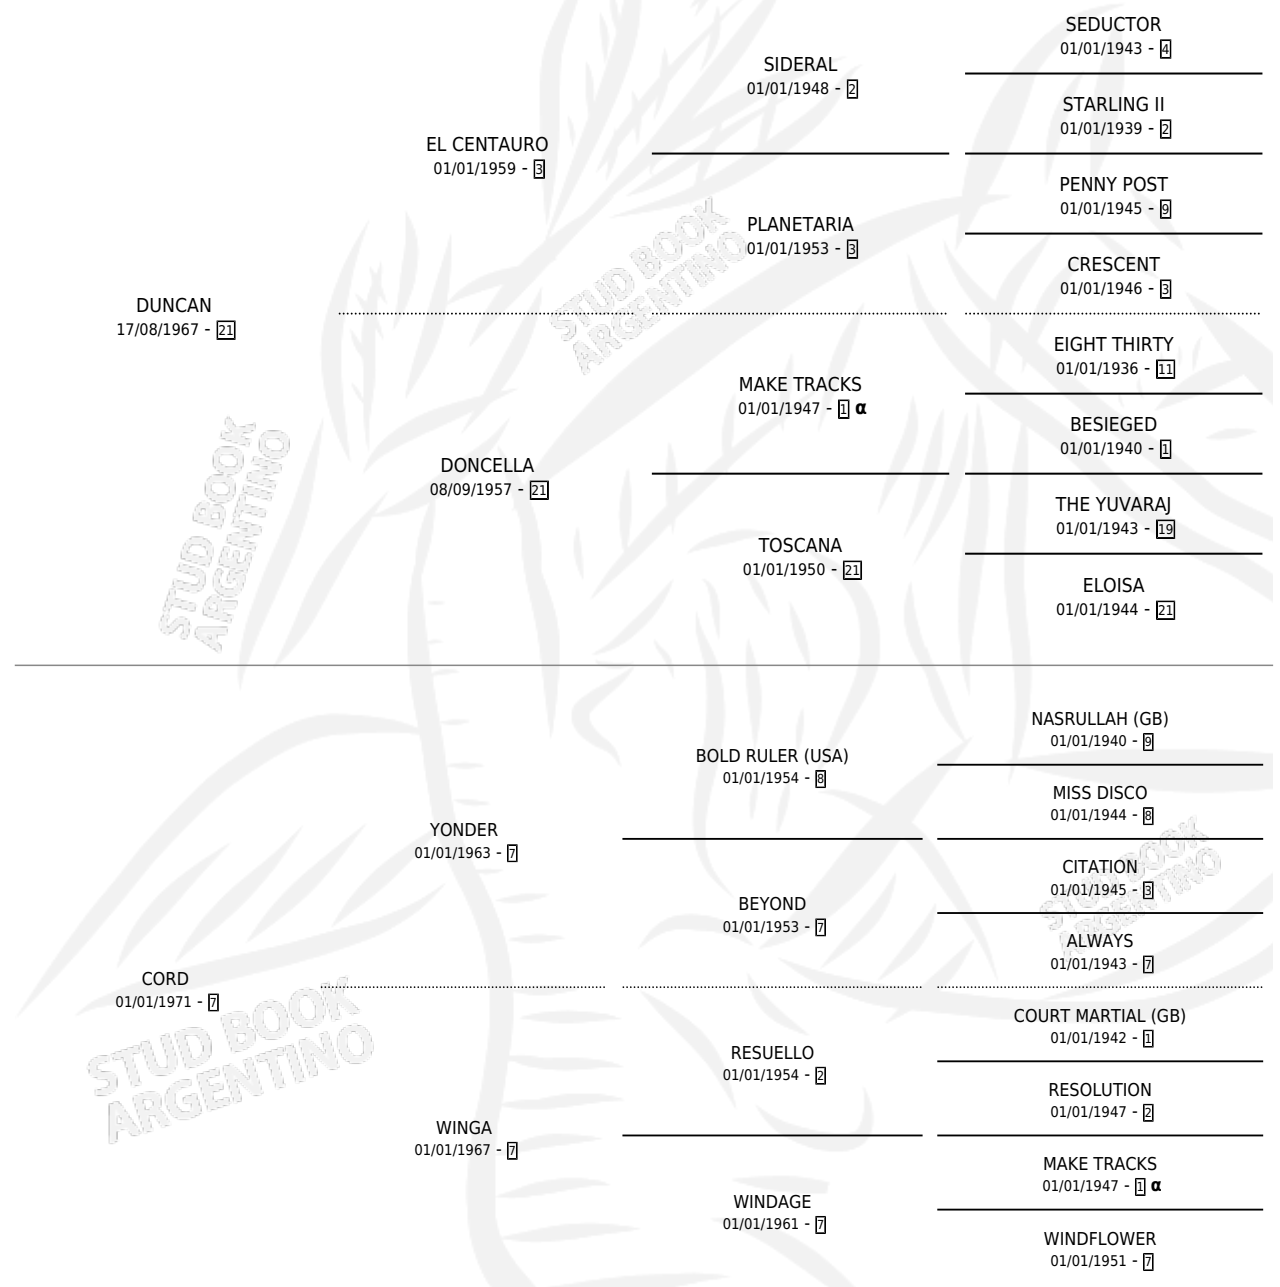 SEDUCTOR
01/01/1943 - 4
SIDERAL
01/01/1948 - 2
STARLING II
01/01/1939 - 2
EL CENTAURO
01/01/1959 - 3
PENNY POST
01/01/1945 - 9
PLANETARIA
01/01/1953 - 3
CRESCENT
01/01/1946 - 3
DUNCAN
17/08/1967 - 21
EIGHT THIRTY
01/01/1936 - 11
MAKE TRACKS
01/01/1947 - 1 α
BESIEGED
01/01/1940 - 1
DONCELLA
08/09/1957 - 21
THE YUVARAJ
01/01/1943 - 19
TOSCANA
01/01/1950 - 21
ELOISA
01/01/1944 - 21
NASRULLAH (GB)
01/01/1940 - 9
BOLD RULER (USA)
01/01/1954 - 8
MISS DISCO
01/01/1944 - 8
YONDER
01/01/1963 - 7
CITATION
01/01/1945 - 3
BEYOND
01/01/1953 - 7
ALWAYS
01/01/1943 - 7
CORD
01/01/1971 - 7
COURT MARTIAL (GB)
01/01/1942 - 1
RESUELLO
01/01/1954 - 2
RESOLUTION
01/01/1947 - 2
WINGA
01/01/1967 - 7
MAKE TRACKS
01/01/1947 - 1 α
WINDAGE
01/01/1961 - 7
WINDFLOWER
01/01/1951 - 7
STUD BOOK
ARGENTINO
STUD BOOK
ARGENTINO
STUD BOOK
ARGENTINO
STUD BOOK
ARGENTINO